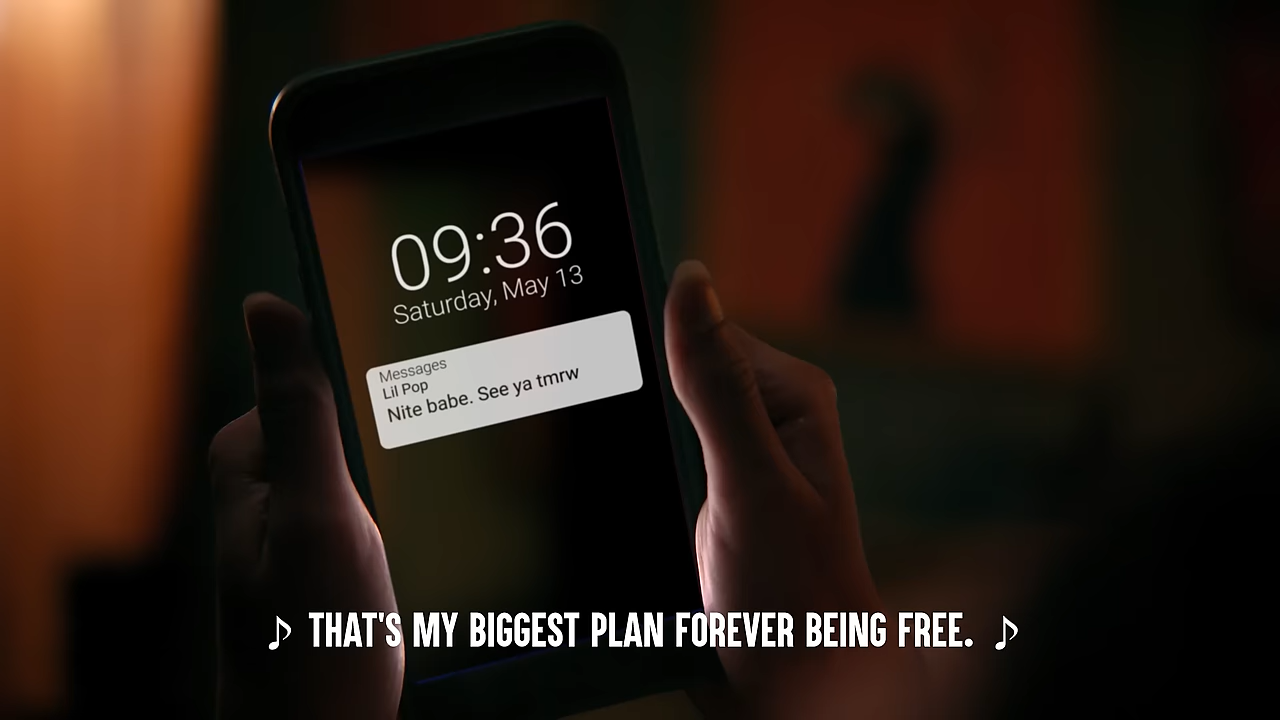 09:36
Saturday, May 13
Messages
Lil Pop
Nite babe. See ya tmrw
♪ THAT'S MY BIGGEST PLAN FOREVER BEING FREE. ♪